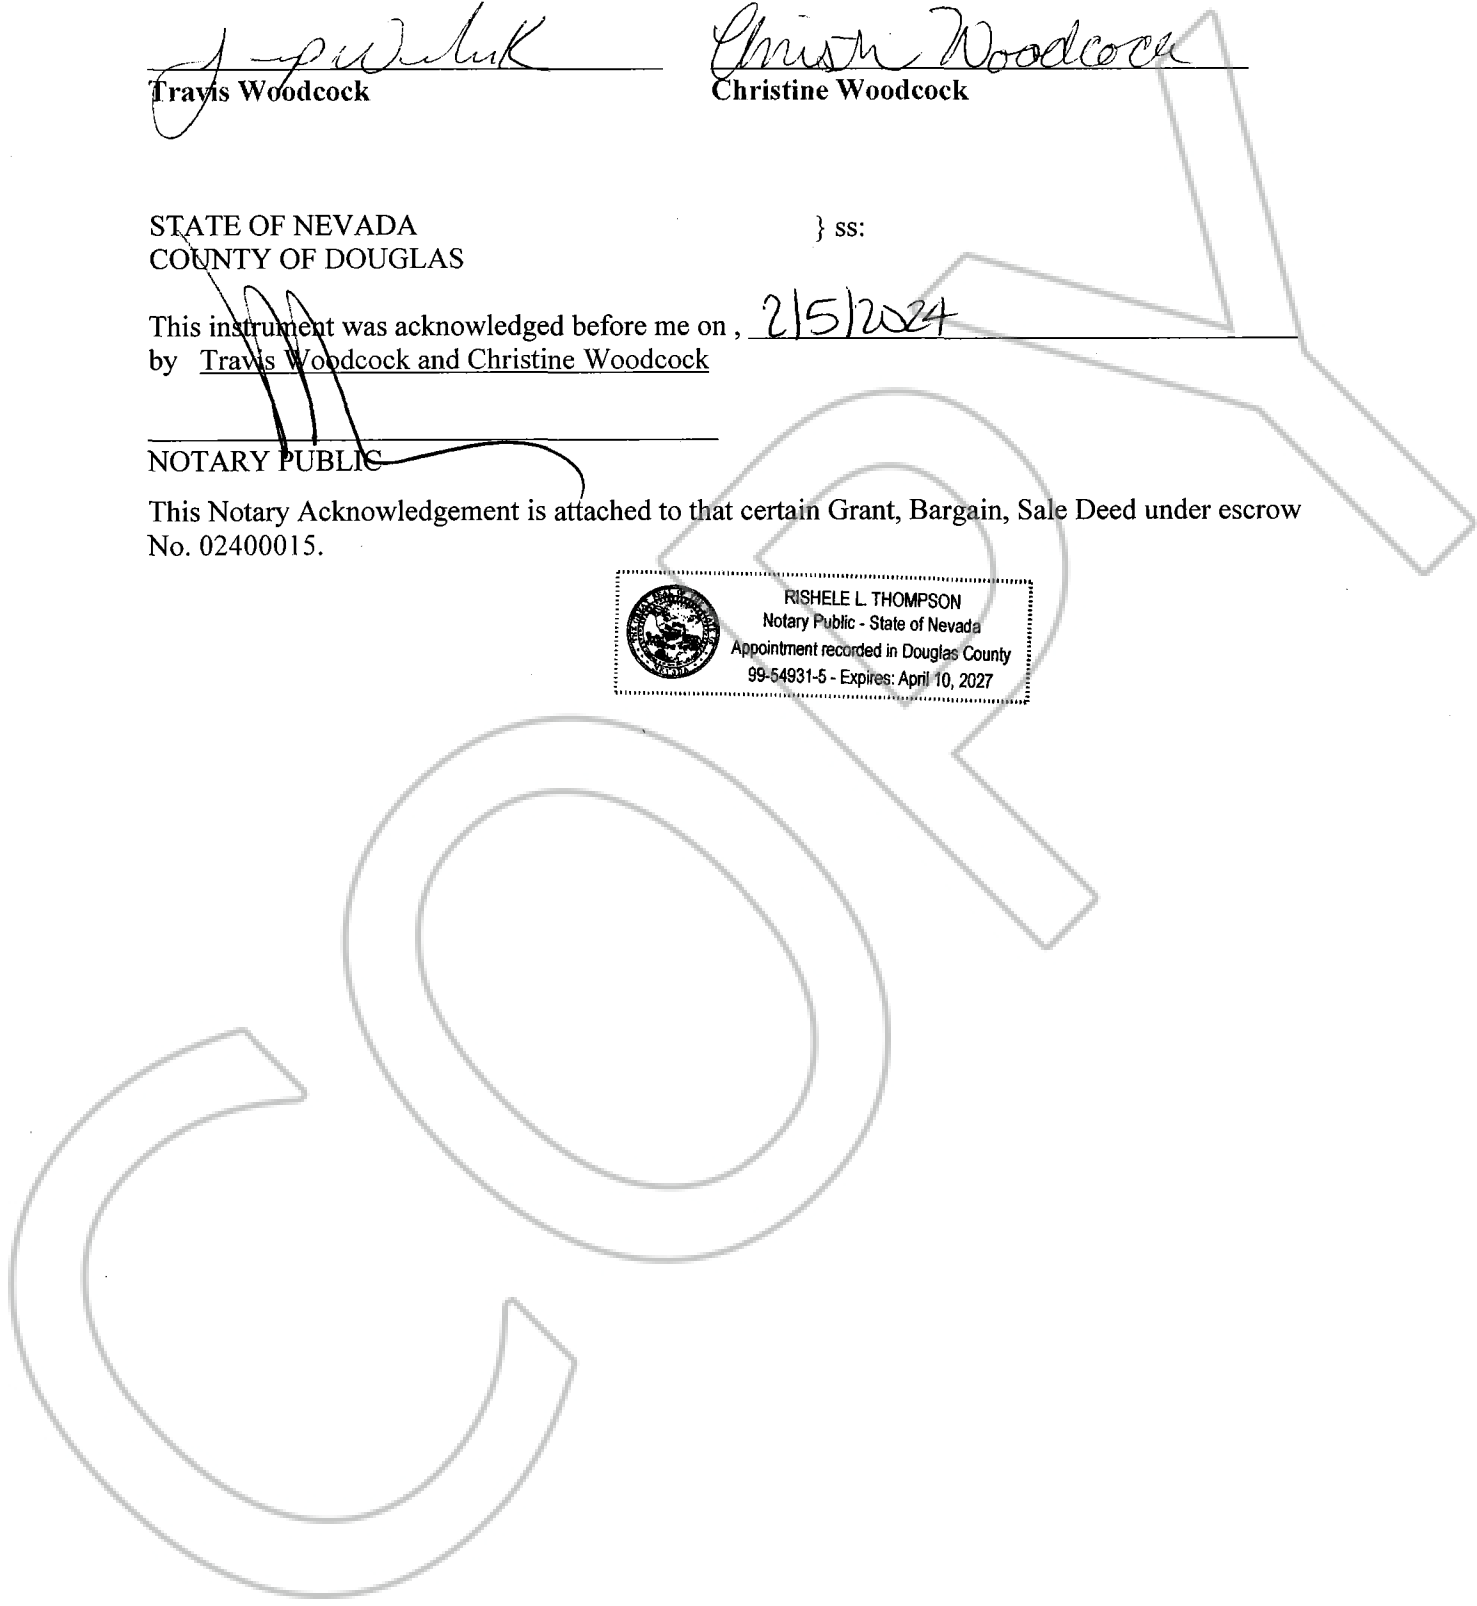 Travis Woodcock Christine Woodcock
Christine Woodcock
STATE OF NEVADA } ss:
COUNTY OF DOUGLAS
This instrument was acknowledged before me on , 2/5/2024
by Travis Woodcock and Christine Woodcock
NOTARY PUBLIC
This Notary Acknowledgement is attached to that certain Grant, Bargain, Sale Deed under escrow
No. 02400015.
RISHELE L. THOMPSON
Notary Public - State of Nevada
Appointment recorded in Douglas County
99-54931-5 - Expires: April 10, 2027
NEVADA
COPY